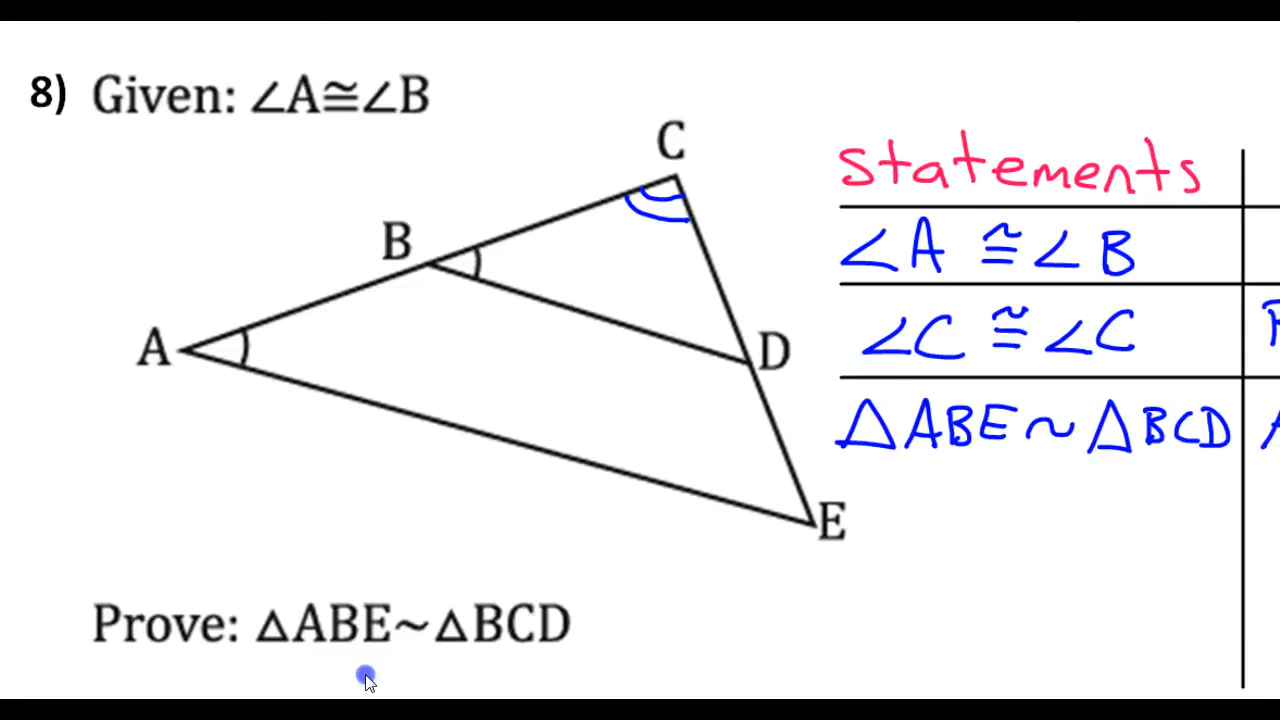 8) Given: ∠A≅∠B
C
B
A
D
E
Statements
∠A ≅ ∠B
∠C ≅ ∠C
△ABE ~ △BCD
Prove: △ABE~△BCD